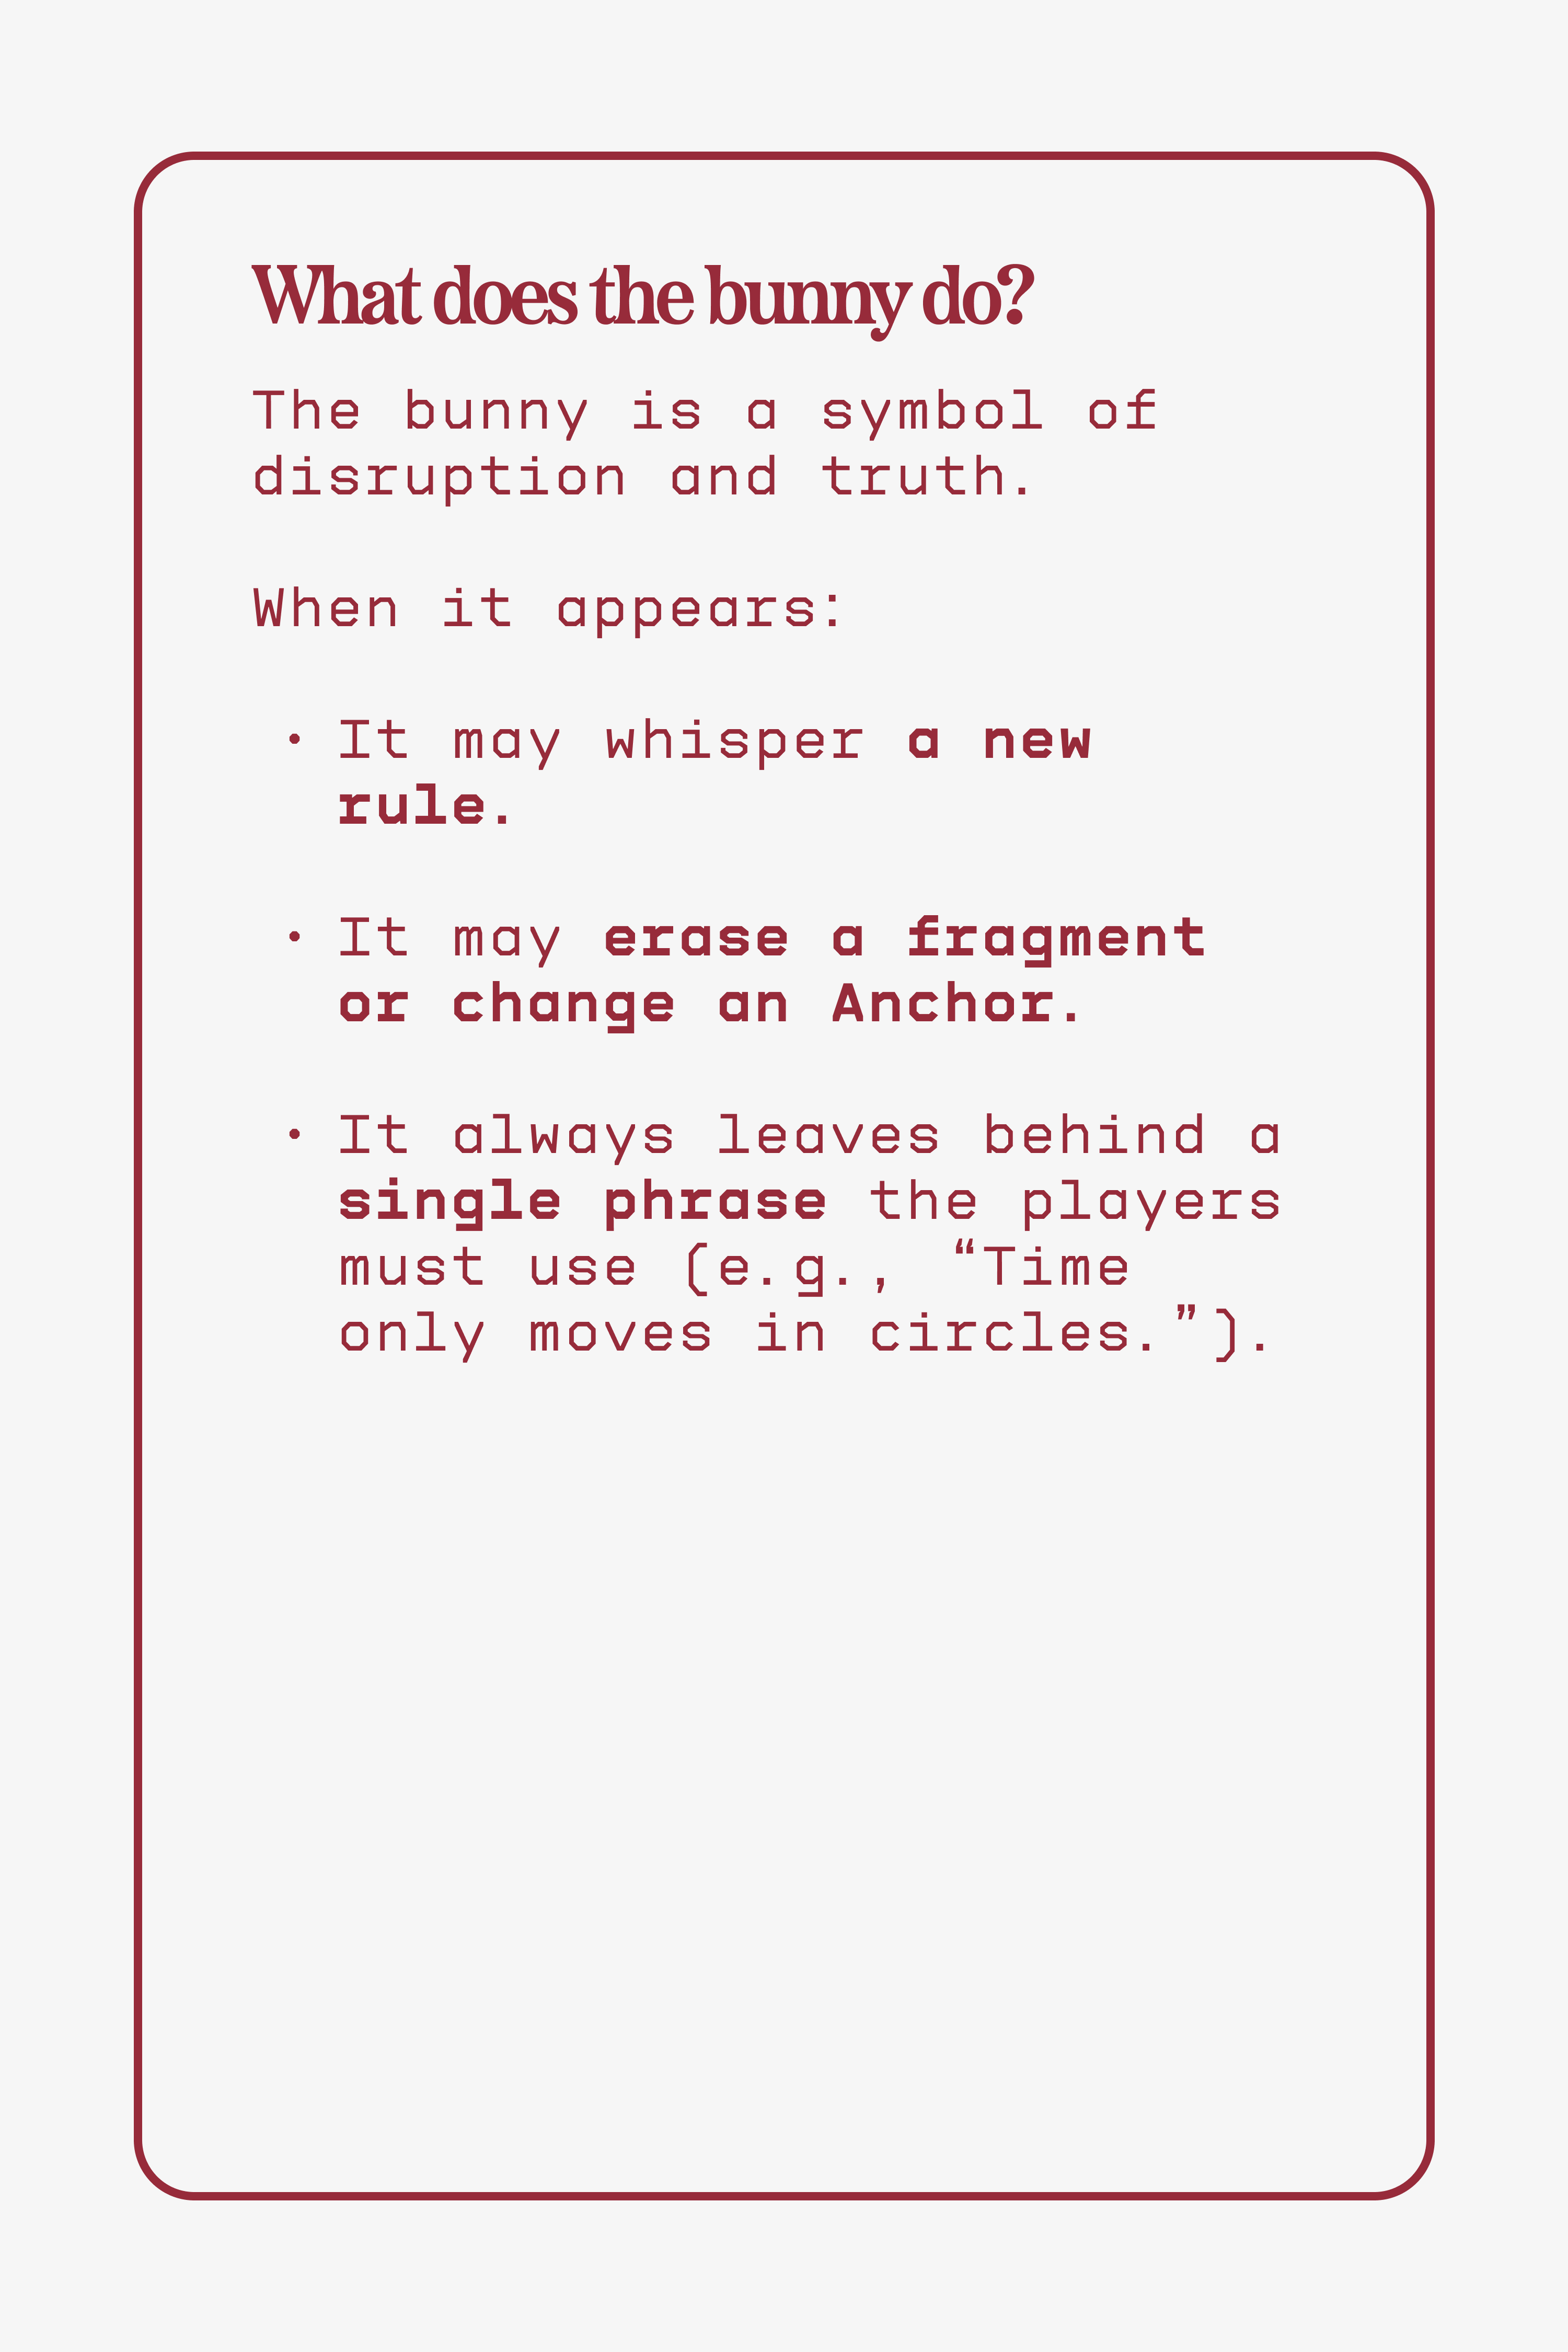 What does the bunny do?
The bunny is a symbol of
disruption and truth.
When it appears:
• It may whisper a new
rule.
• It may erase a fragment
or change an Anchor.
• It always leaves behind a
single phrase the players
must use (e.g., “Time
only moves in circles.”).